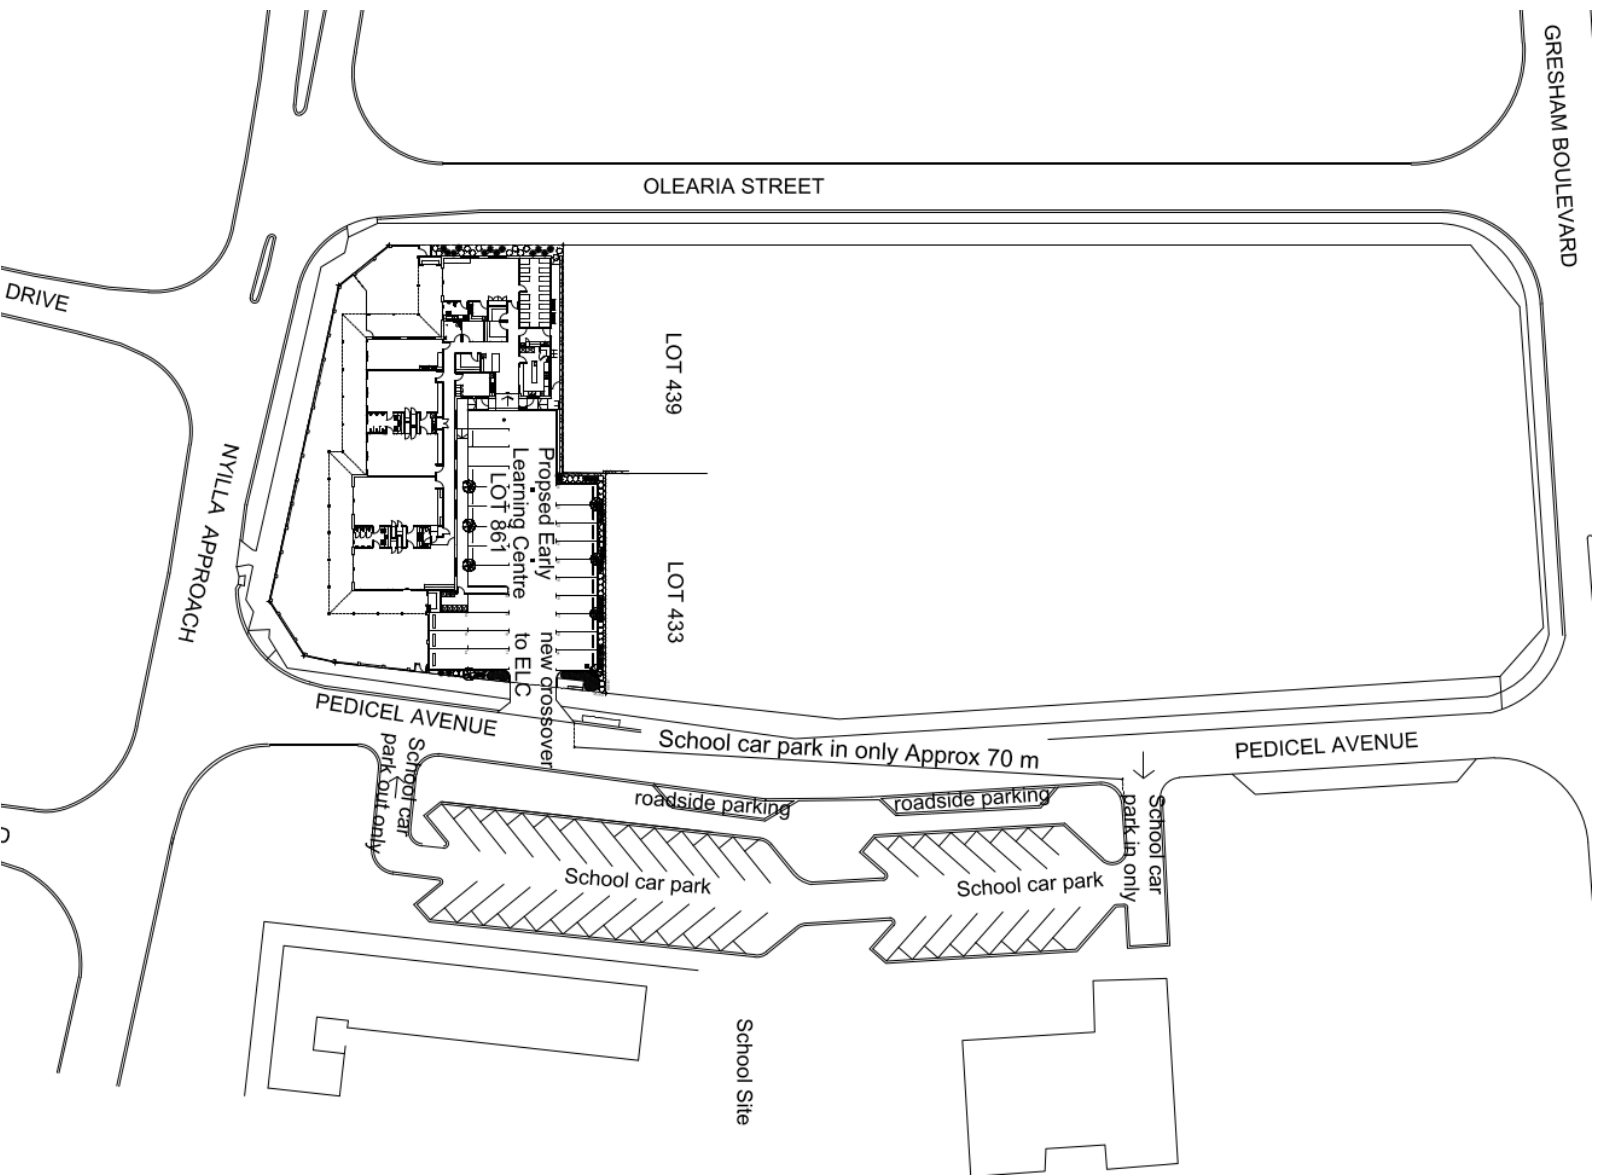 GRESHAM BOULEVARD
OLEARIA STREET
DRIVE
LOT 439
NYILLA APPROACH
Propsed Early
Learning Centre
LOT 861
LOT 433
new crossover
to ELC
PEDICEL AVENUE
School car park in only Approx 70 m
PEDICEL AVENUE
School car
park out only
roadside parking
roadside parking
School car
park in only
School car park
School car park
School Site